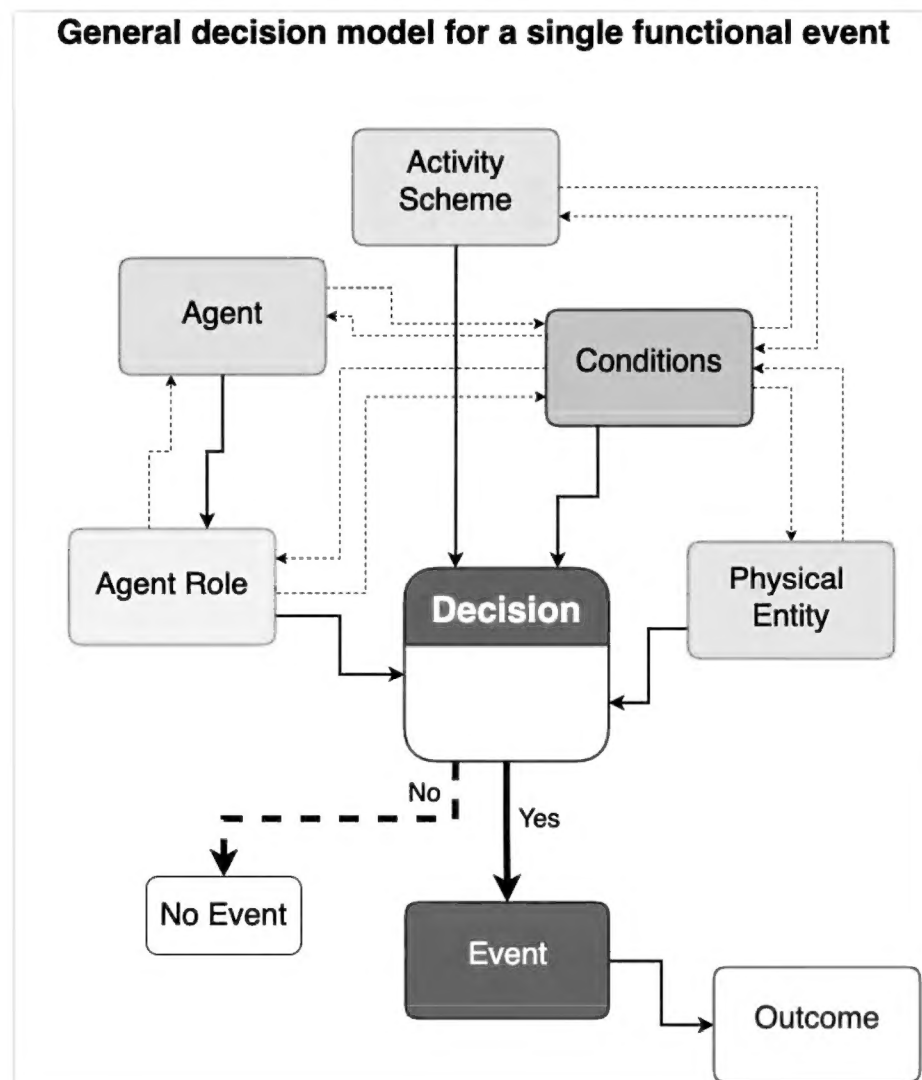 General decision model for a single functional event
Activity
Scheme
Agent
Conditions
Agent Role
Decision
Physical
Entity
No
Yes
No Event
Event
Outcome